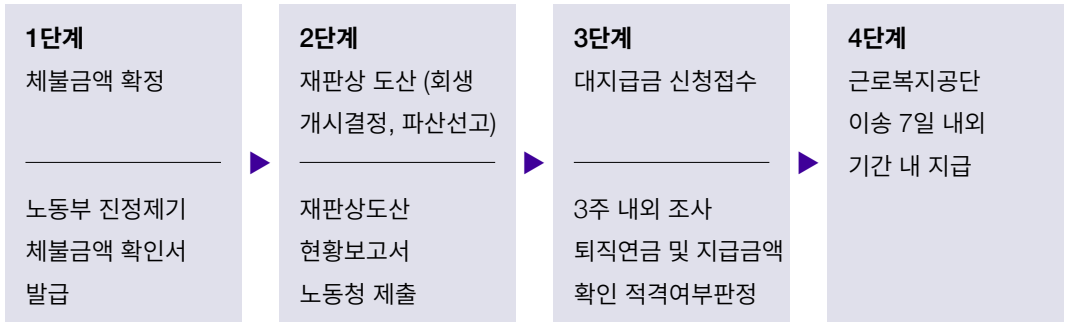 1단계
체불금액 확정
노동부 진정제기
체불금액 확인서
발급
2단계
재판상 도산 (회생
개시결정, 파산선고)
재판상도산
현황보고서
노동청 제출
3단계
대지급금 신청접수
3주 내외 조사
퇴직연금 및 지급금액
확인 적격여부판정
4단계
근로복지공단
이송 7일 내외
기간 내 지급